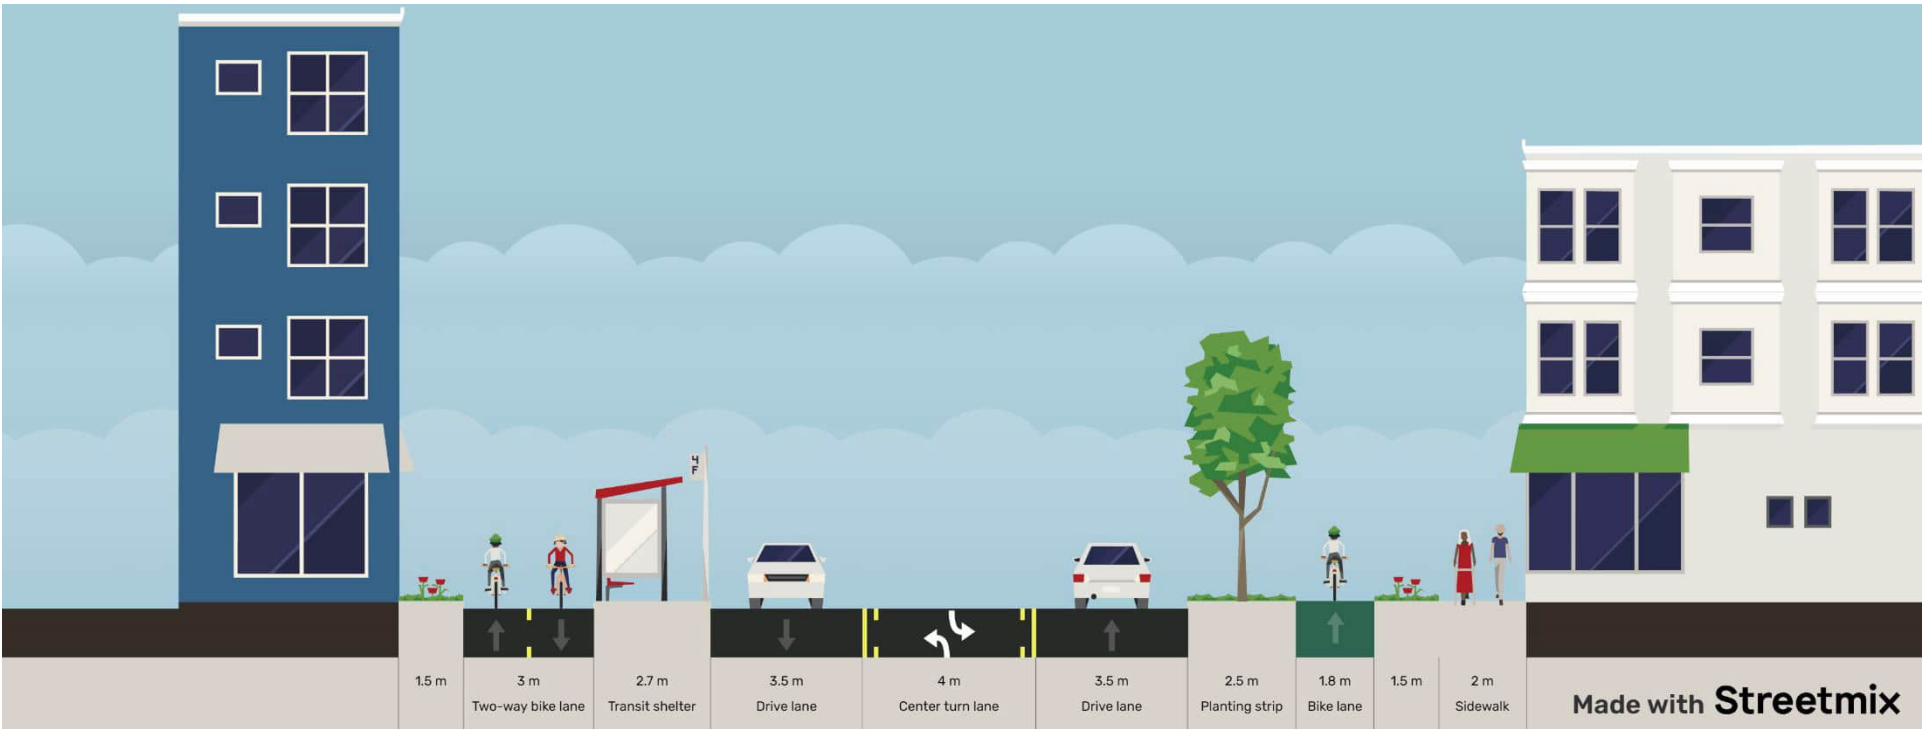 4
F
1.5 m
3 m
2.7 m
3.5 m
4 m
3.5 m
2.5 m
1.8 m
1.5 m
2 m
Two-way bike lane
Transit shelter
Drive lane
Center turn lane
Drive lane
Planting strip
Bike lane
Sidewalk
Made with Streetmix